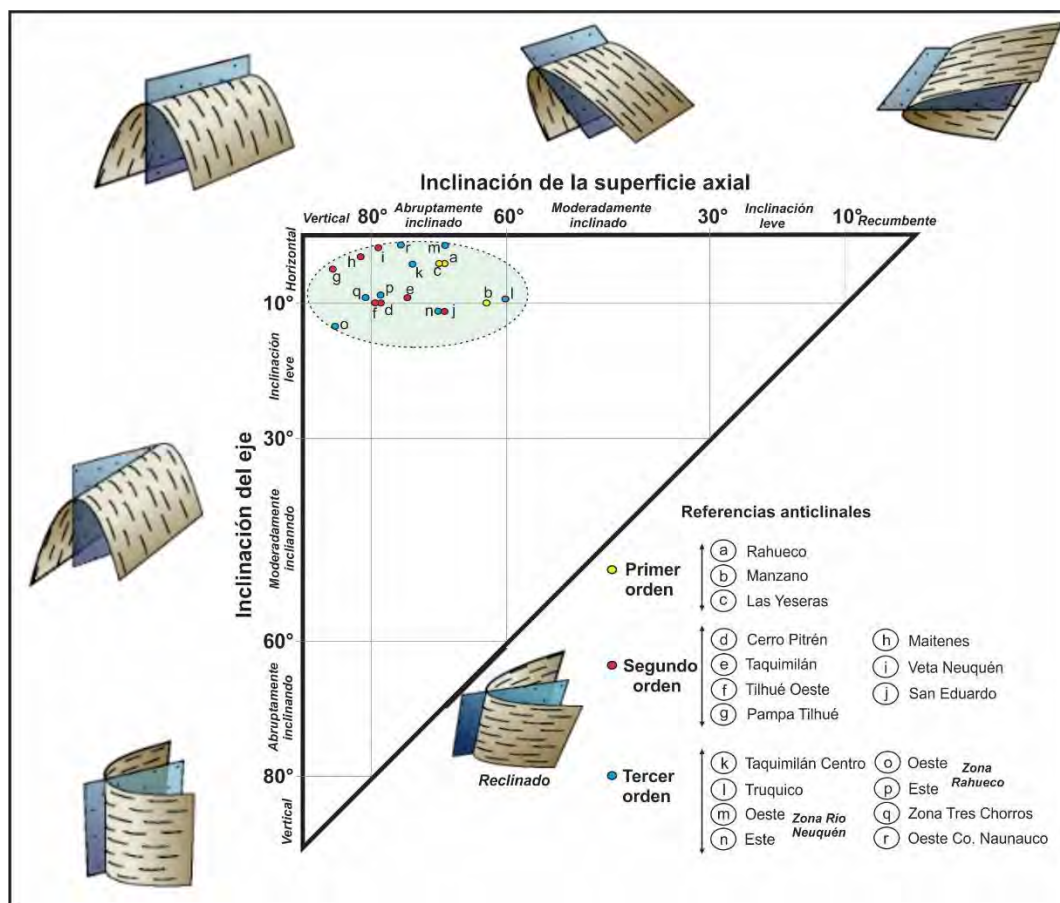 Inclinación de la superficie axial
Vertical
80°
Abruptamente
inclinado
60°
Moderadamente
inclinado
30°
Inclinación
leve
10°
Recumbente
Inclinación del eje
Horizontal
10°
Inclinación
leve
30°
Moderadamente
incliannado
60°
Abruptamente
inclinando
80°
Vertical
r
m
i
h
a
k
c
g
q
p
e
b
l
f
d
n
j
o
Reclinado
Referencias anticlinales
Primer
orden
a Rahueco
b Manzano
c Las Yeseras
Segundo
orden
d Cerro Pitrén
e Taquimilán
f Tilhué Oeste
g Pampa Tilhué
h Maitenes
i Veta Neuquén
j San Eduardo
Tercer
orden
k Taquimilán Centro
l Truquico
m Oeste
n Este
Zona Río
Neuquén
o Oeste
p Este
Zona
Rahueco
q Zona Tres Chorros
r Oeste Co. Naunauco